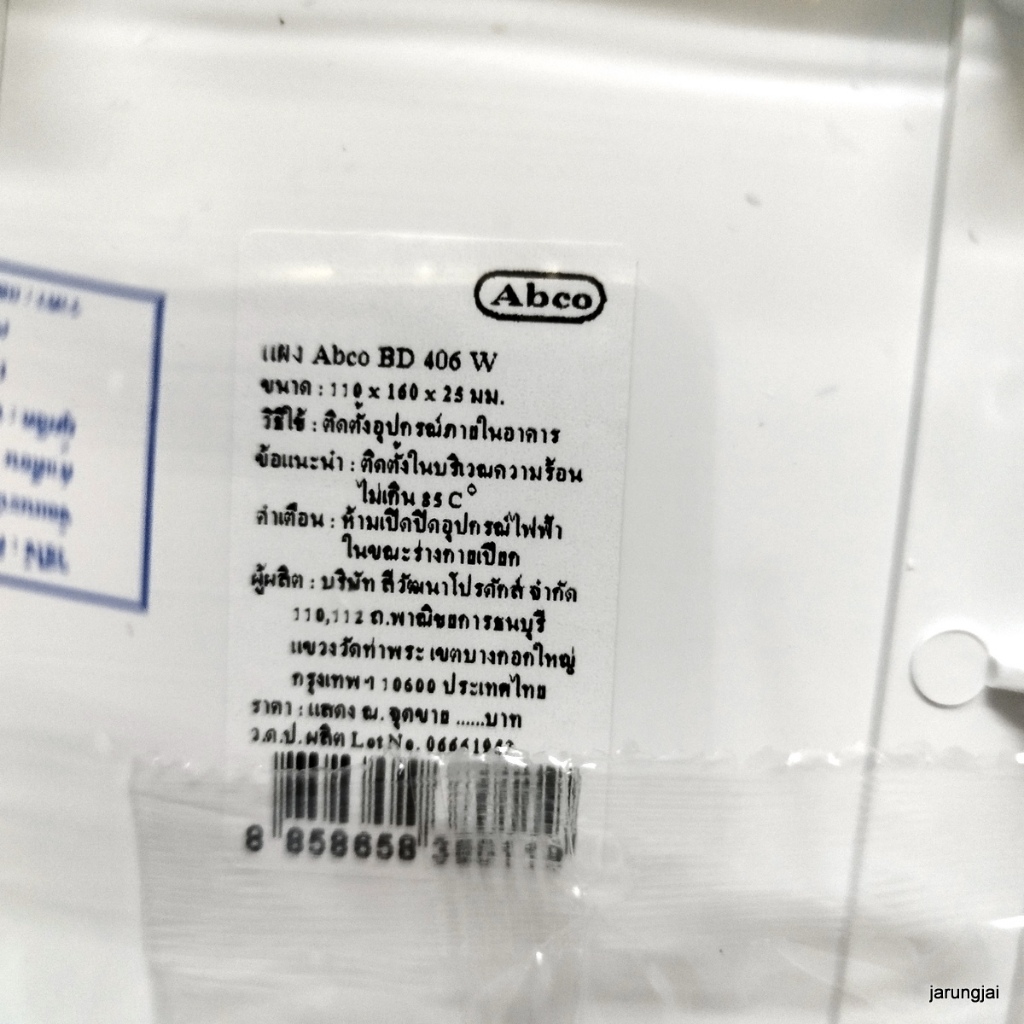 Abco
แผง Abco BD 406 W
ขนาด : 110 x 160 x 25 มม.
วิธีใช้ : ติดตั้งอุปกรณ์ภายในอาคาร
ข้อแนะนำ : ติดตั้งในบริเวณความร้อน
ไม่เกิน 85 C°
คำเตือน : ห้ามเปิดปิดอุปกรณ์ไฟฟ้า
ในขณะร่างกายเปียก
ผู้ผลิต : บริษัท ลีวัฒนาโปรดักส์ จำกัด
110,112 ถ.พาณิชยการธนบุรี
แขวงวัดท่าพระ เขตบางกอกใหญ่
กรุงเทพฯ 10600 ประเทศไทย
ราคา : แสดง ณ. จุดขาย ......บาท
ว.ด.ป. ผลิต Lot No.
8 858658
jarungjai